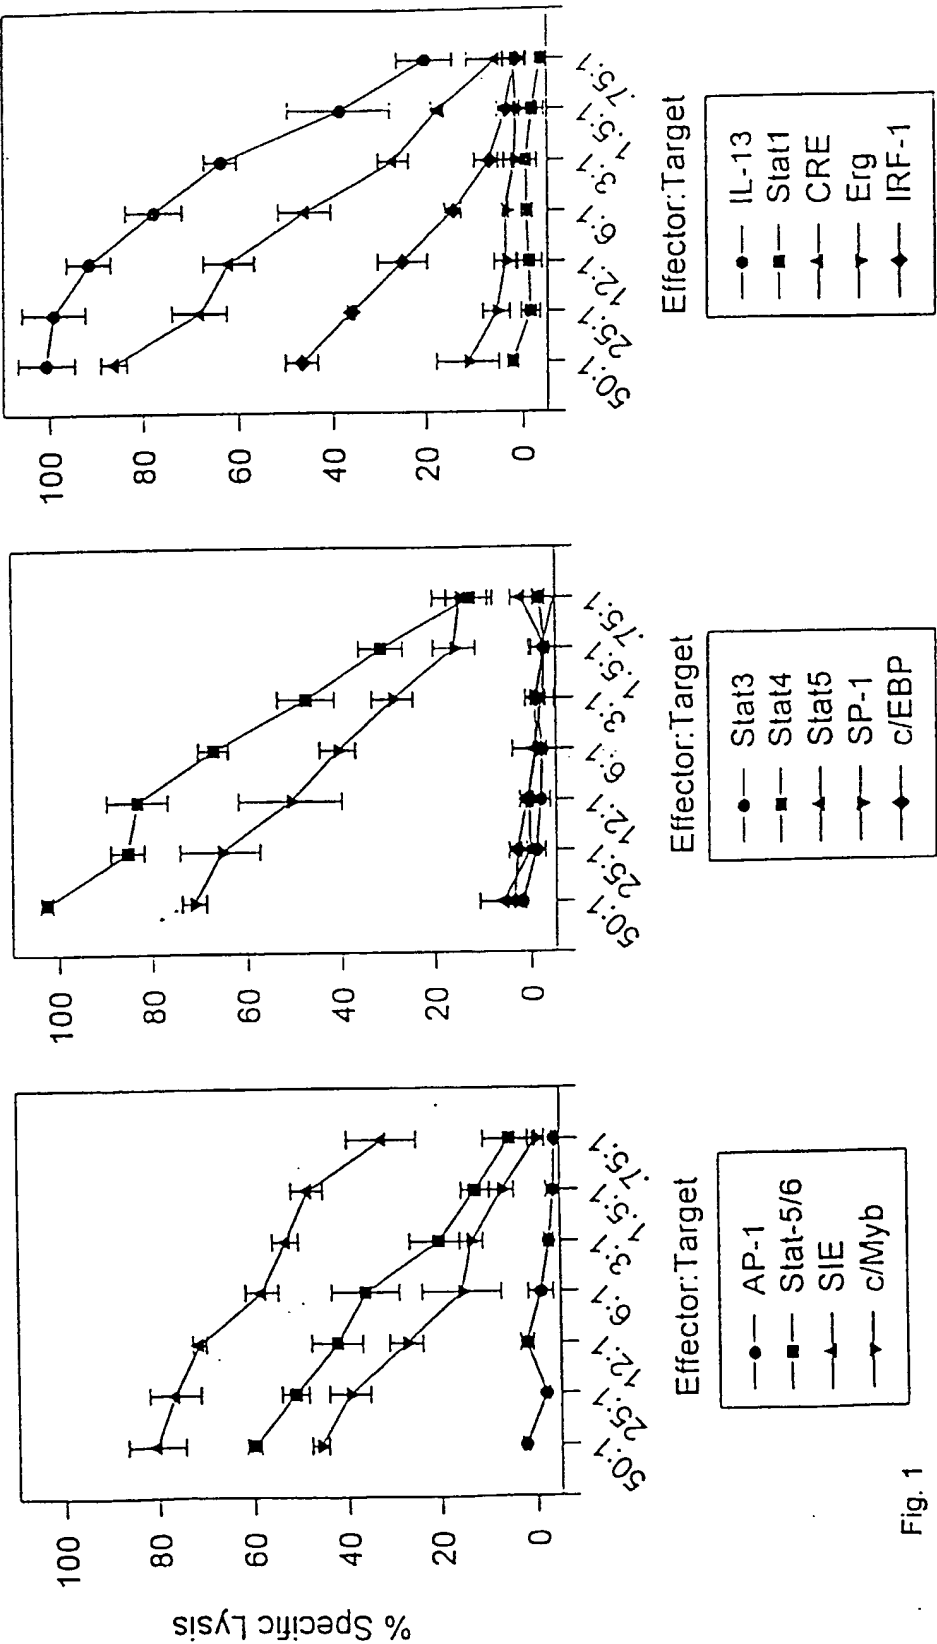 % Specific Lysis
100
80
60
40
20
0
50:1 25:1 12:1 6:1 3:1 1.5:1 .75:1
Effector:Target
AP-1
Stat-5/6
SIE
c/Myb
100
80
60
40
20
0
50:1 25:1 12:1 6:1 3:1 1.5:1 .75:1
Effector:Target
Stat3
Stat4
Stat5
SP-1
c/EBP
100
80
60
40
20
0
50:1 25:1 12:1 6:1 3:1 1.5:1 .75:1
Effector:Target
IL-13
Stat1
CRE
Erg
IRF-1
Fig. 1